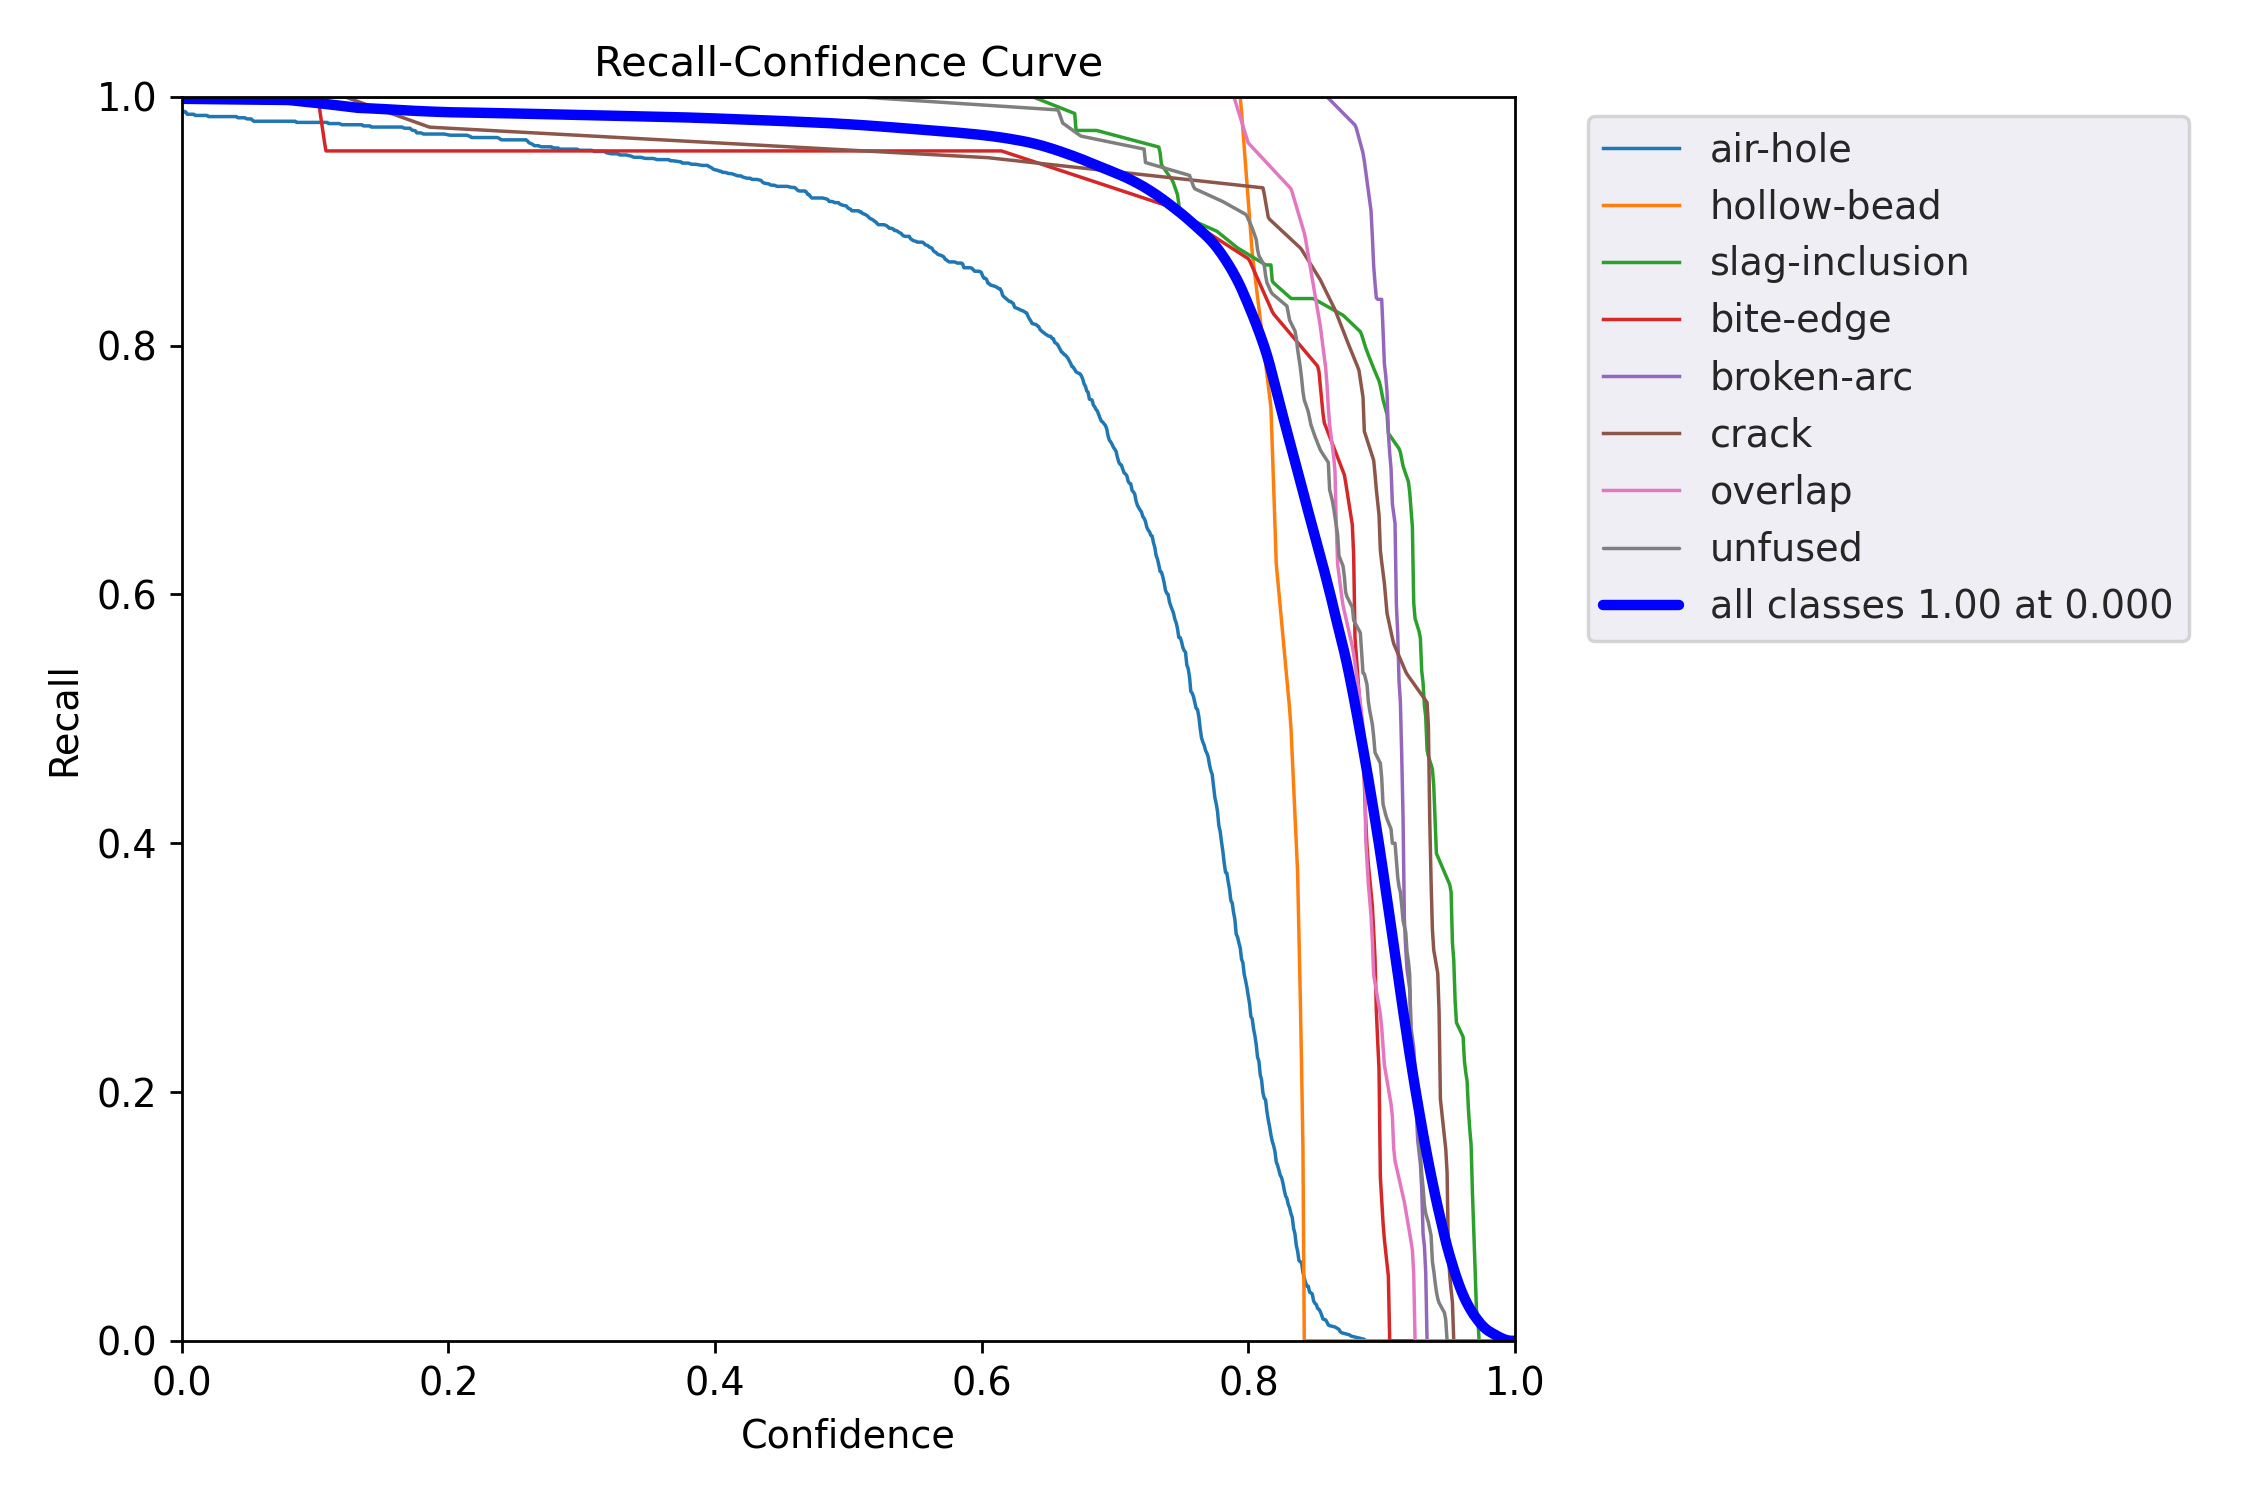 Recall-Confidence Curve
1.0
0.8
0.6
0.4
0.2
0.0
Recall
0.0 0.2 0.4 0.6 0.8 1.0
Confidence
air-hole
hollow-bead
slag-inclusion
bite-edge
broken-arc
crack
overlap
unfused
all classes 1.00 at 0.000